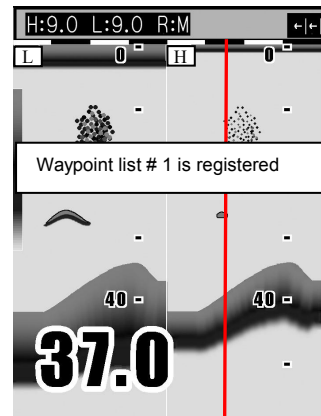 H:9.0 L:9.0 R:M ←|←|
L 0 H 0
Waypoint list # 1 is registered
40 40
37.0